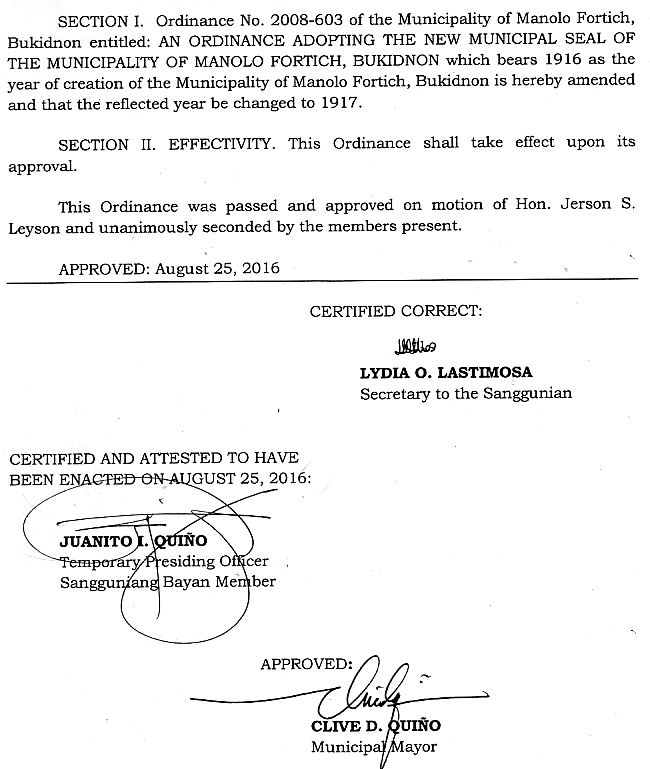 SECTION I. Ordinance No. 2008-603 of the Municipality of Manolo Fortich,
Bukidnon entitled: AN ORDINANCE ADOPTING THE NEW MUNICIPAL SEAL OF
THE MUNICIPALITY OF MANOLO FORTICH, BUKIDNON which bears 1916 as the
year of creation of the Municipality of Manolo Fortich, Bukidnon is hereby amended
and that the reflected year be changed to 1917.
SECTION II. EFFECTIVITY. This Ordinance shall take effect upon its
approval.
This Ordinance was passed and approved on motion of Hon. Jerson S.
Leyson and unanimously seconded by the members present.
APPROVED: August 25, 2016
CERTIFIED CORRECT:
LYDIA O. LASTIMOSA
Secretary to the Sanggunian
CERTIFIED AND ATTESTED TO HAVE
BEEN ENACTED ON AUGUST 25, 2016:
JUANITO I. QUIÑO
Temporary Presiding Officer
Sangguniang Bayan Member
APPROVED:
CLIVE D. QUIÑO
Municipal Mayor